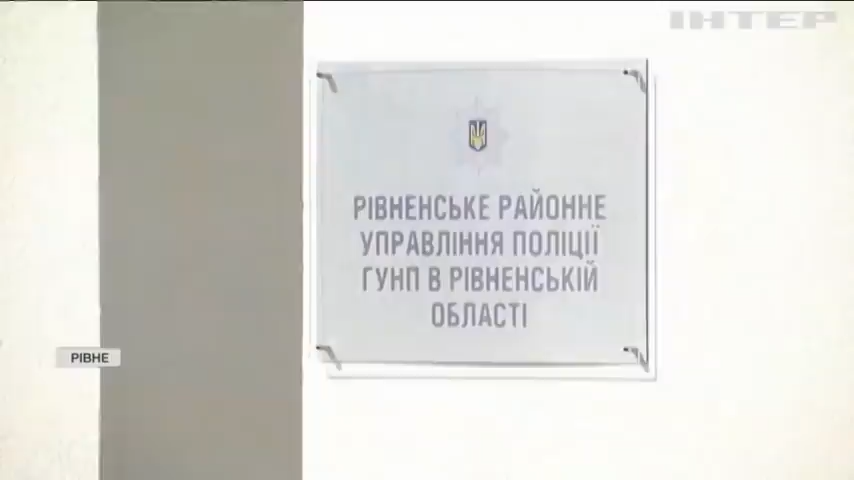 ІНТЕР
РІВНЕНСЬКЕ РАЙОННЕ
УПРАВЛІННЯ ПОЛІЦІЇ
ГУНП В РІВНЕНСЬКІЙ
ОБЛАСТІ
РІВНЕ